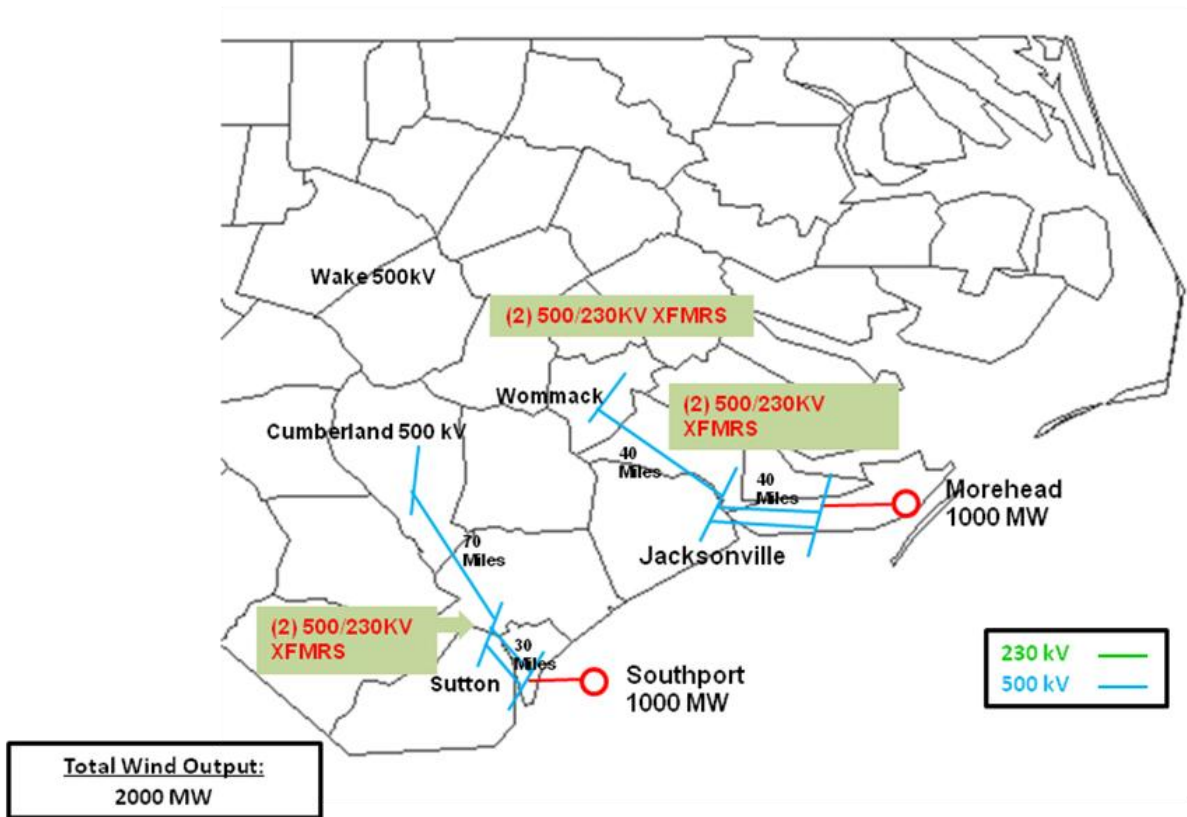 Wake 500kV
(2) 500/230KV XFMRS
Wommack
(2) 500/230KV
XFMRS
Cumberland 500 kV
40
Miles
40
Miles
Morehead
1000 MW
Jacksonville
70
Miles
(2) 500/230KV
XFMRS
30
Miles
Sutton
Southport
1000 MW
230 kV
500 kV
Total Wind Output:
2000 MW